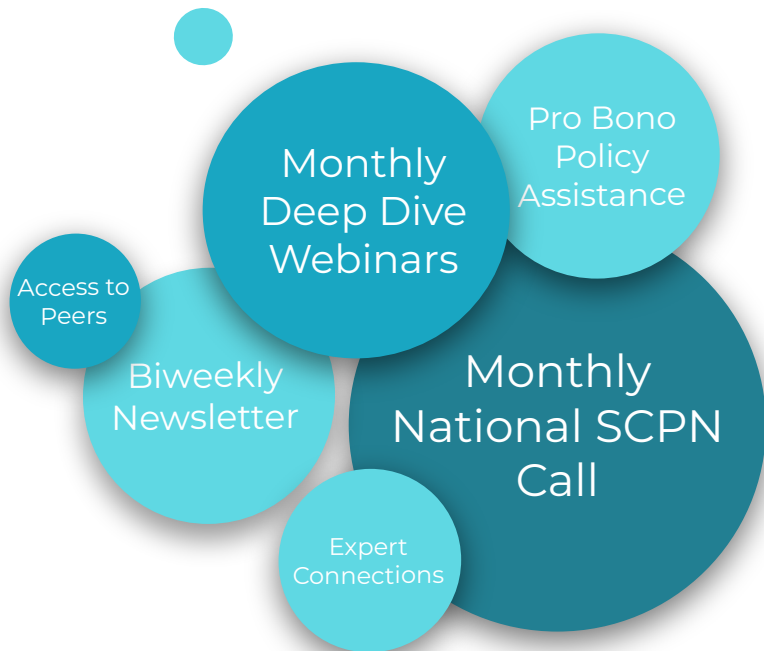 Monthly
Deep Dive
Webinars
Pro Bono
Policy
Assistance
Access to
Peers
Biweekly
Newsletter
Monthly
National SCPN
Call
Expert
Connections